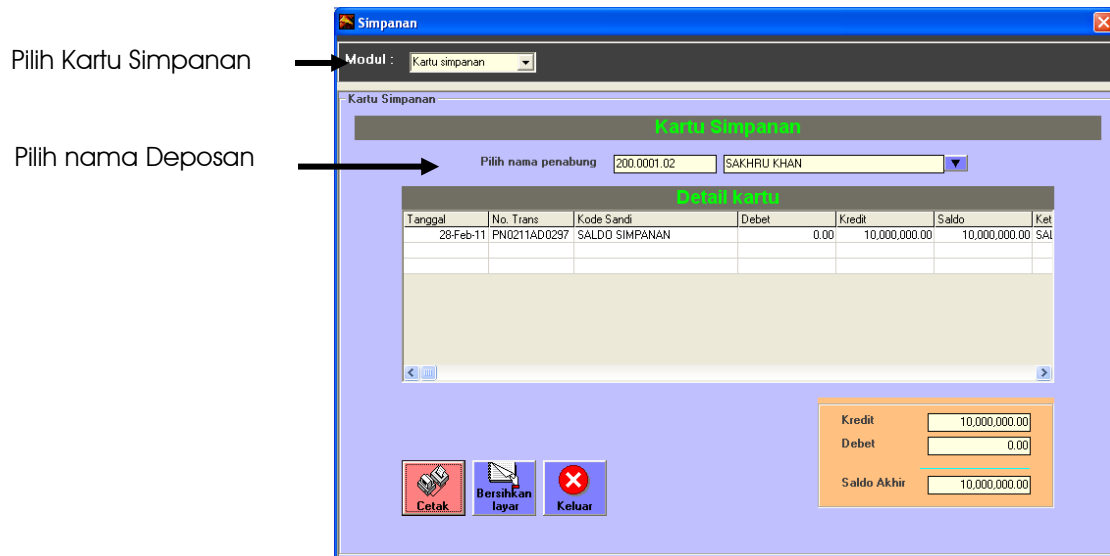 Simpanan
Pilih Kartu Simpanan
Modul :
Kartu simpanan
Kartu Simpanan
Kartu Simpanan
Pilih nama Deposan
Pilih nama penabung 200.0001.02 SAKHRU KHAN
Detail kartu
Tanggal No. Trans Kode Sandi Debet Kredit Saldo Ket
28-Feb-11 PN0211AD0297 SALDO SIMPANAN 0.00 10,000,000.00 10,000,000.00 SAL
Kredit 10,000,000.00
Debet 0.00
Saldo Akhir 10,000,000.00
Cetak
Bersihkan
layar
Keluar